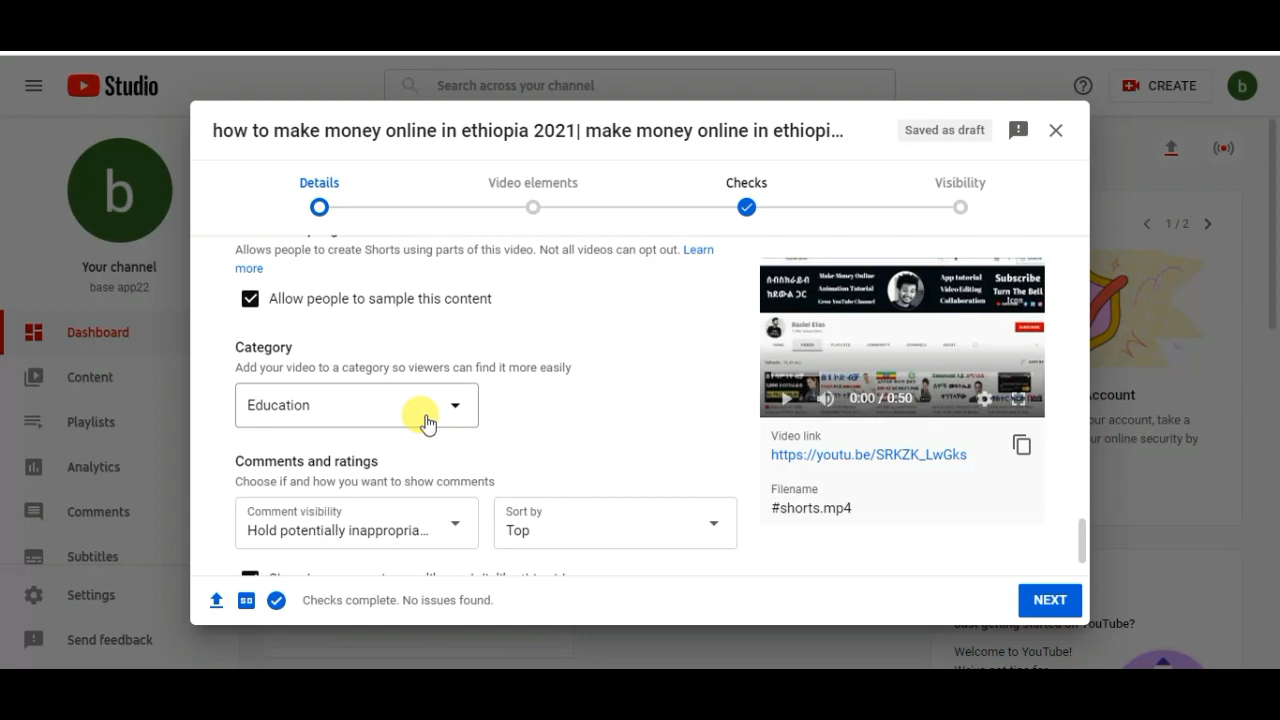 Studio
Search across your channel
CREATE
b
how to make money online in ethiopia 2021| make money online in ethiopi...
Saved as draft
Details
Video elements
Checks
Visibility
b
Your channel
base app22
Dashboard
Content
Playlists
Analytics
Comments
Subtitles
Settings
Send feedback
Allows people to create Shorts using parts of this video. Not all videos can opt out. Learn
more
Allow people to sample this content
Category
Add your video to a category so viewers can find it more easily
Education
Comments and ratings
Choose if and how you want to show comments
Comment visibility
Hold potentially inappropria...
Sort by
Top
Make Money Online
Animation Tutorial
Grow YouTube Channel
App tutorial
Video Editing
Collaboration
Subscribe
Turn The Bell
Icon
0:00 / 0:50
Video link
https://youtu.be/SRKZK_LwGks
Filename
#shorts.mp4
Checks complete. No issues found.
NEXT
1 / 2
ccount
ur account, take a
ur online security by
Just getting started on YouTube?
Welcome to YouTube!